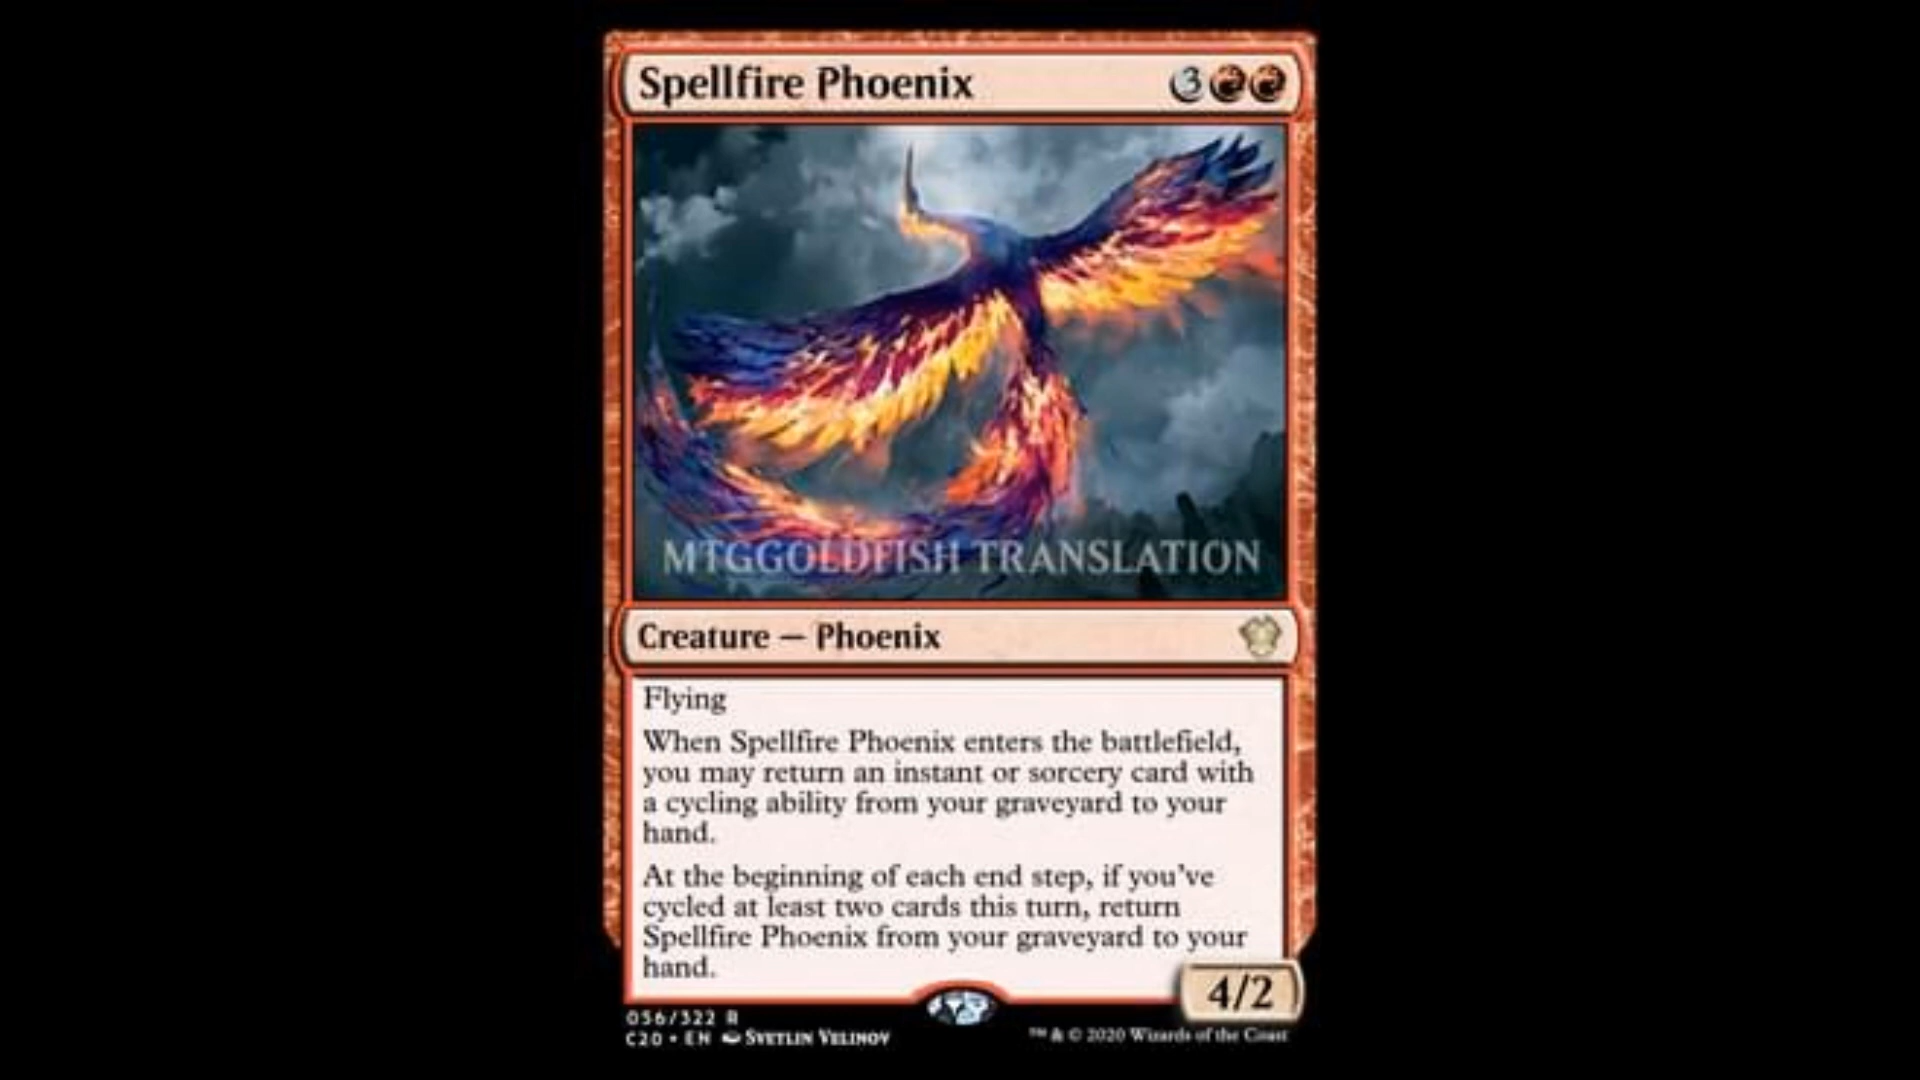 Spellfire Phoenix 3
MTGGOLDFISH TRANSLATION
Creature — Phoenix
Flying
When Spellfire Phoenix enters the battlefield,
you may return an instant or sorcery card with
a cycling ability from your graveyard to your
hand.
At the beginning of each end step, if you've
cycled at least two cards this turn, return
Spellfire Phoenix from your graveyard to your
hand.
4/2
056/322 R
C20 • EN Svetlin Velinov
™ & © 2020 Wizards of the Coast